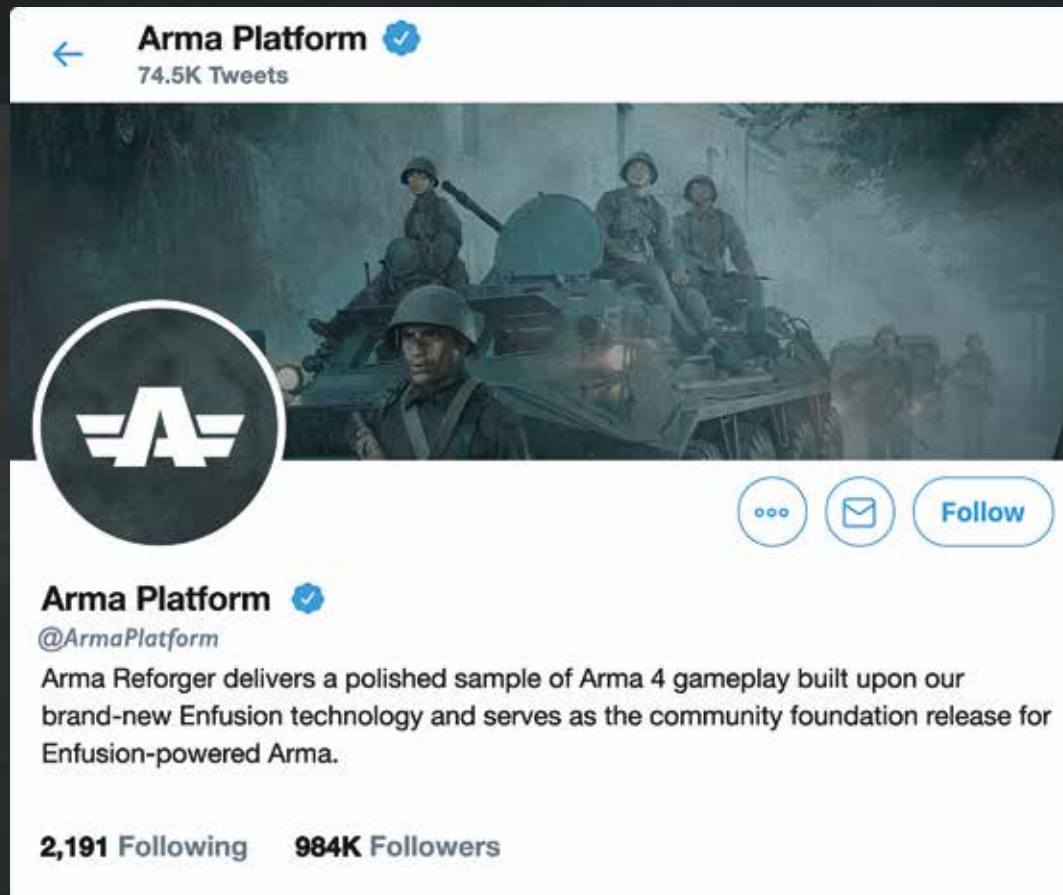 Arma Platform
74.5K Tweets
A
Follow
Arma Platform
@ArmaPlatform
Arma Reforger delivers a polished sample of Arma 4 gameplay built upon our
brand-new Enfusion technology and serves as the community foundation release for
Enfusion-powered Arma.
2,191 Following 984K Followers